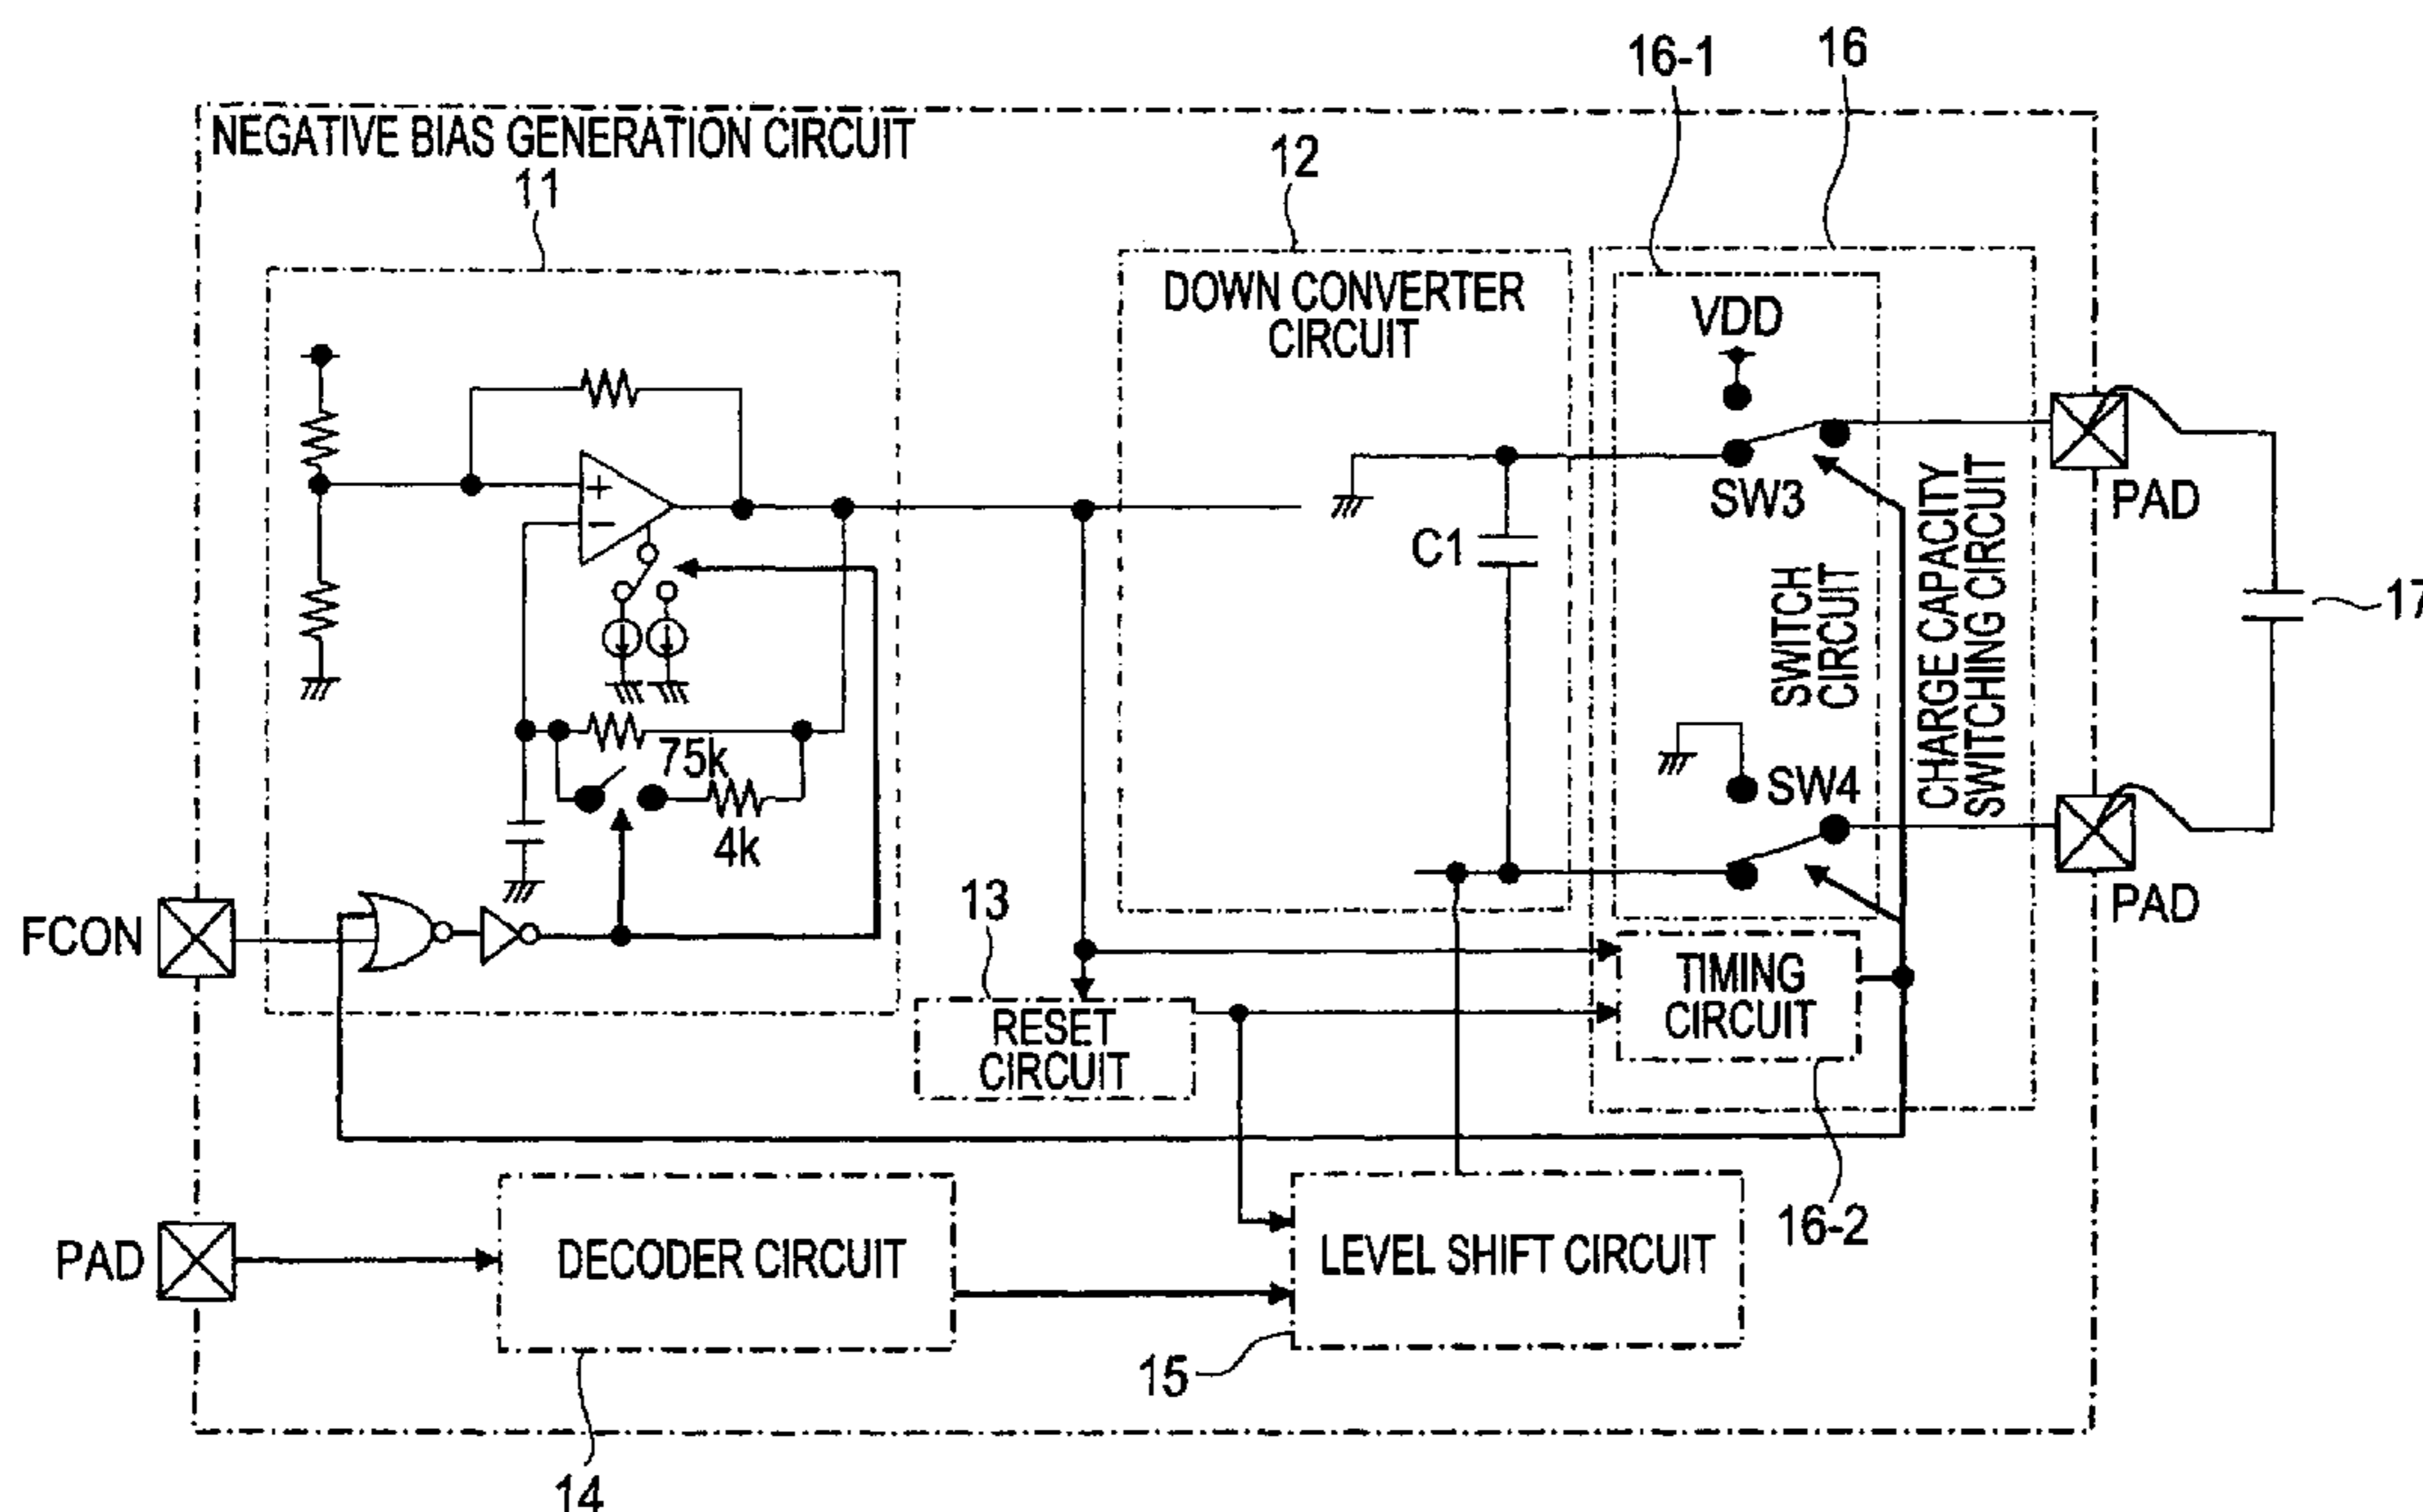 16-1
16
NEGATIVE BIAS GENERATION CIRCUIT
11
12
DOWN CONVERTER
CIRCUIT
VDD
+
−
SW3
PAD
C1
SWITCH
CIRCUIT
CHARGE CAPACITY
SWITCHING CIRCUIT
17
75k
4k
SW4
PAD
FCON
13
RESET
CIRCUIT
TIMING
CIRCUIT
16-2
PAD
DECODER CIRCUIT
LEVEL SHIFT CIRCUIT
15
14